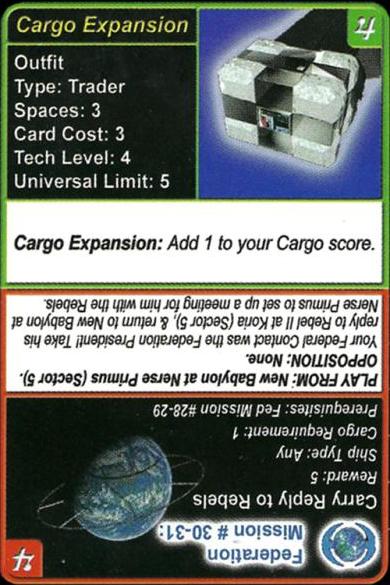 Cargo Expansion
4
Outfit
Type: Trader
Spaces: 3
Card Cost: 3
Tech Level: 4
Universal Limit: 5
Cargo Expansion: Add 1 to your Cargo score.
4
Federation
Mission # 30-31:
Carry Reply to Rebels
Reward: 5
Ship Type: Any
Cargo Requirement: 1
Prerequisites: Fed Mission #28-29
PLAY FROM: New Babylon at Nerse Primus (Sector 5).
OPPOSITION: None.
Your Federal Contact was the Federation President! Take his
reply to Rebel II at Koria (Sector 5), & return to New Babylon at
Nerse Primus to set up a meeting for him with the Rebels.